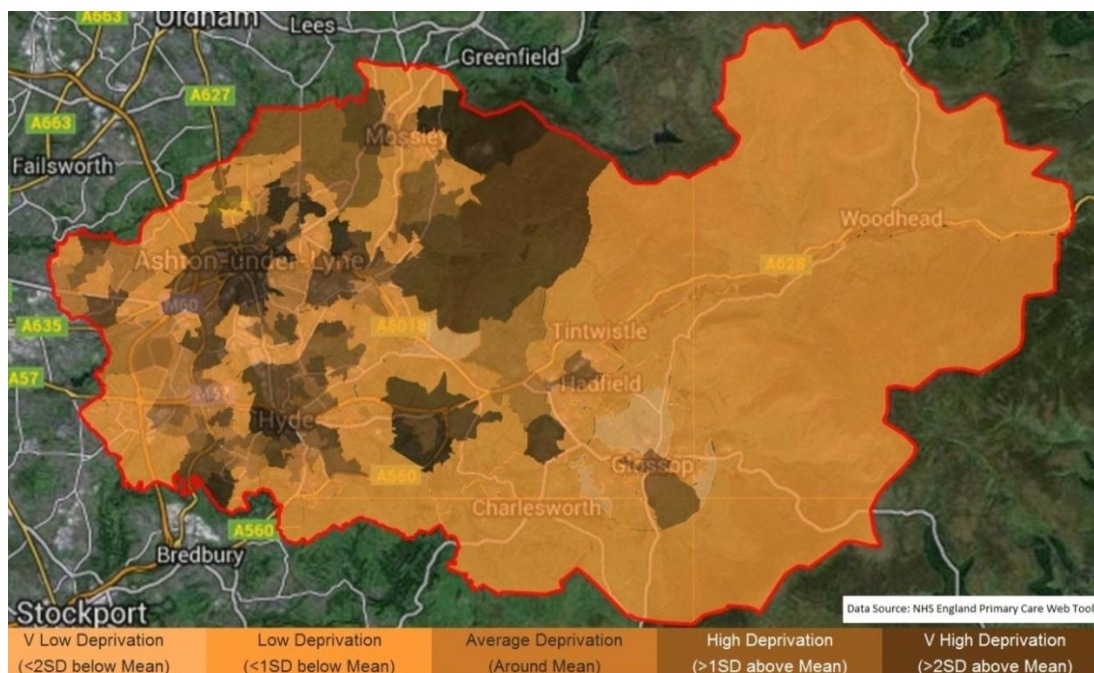 A663
Oldham
Lees
Greenfield
A627
A663
Failsworth
Mossley
Woodhead
Ashton-under-Lyne
A628
M60
A635
A6018
Tintwistle
A57
Hadfield
M67
Hyde
Glossop
A560
Charlesworth
A560
Bredbury
Stockport
Data Source: NHS England Primary Care Web Tool
V Low Deprivation
(<2SD below Mean)
Low Deprivation
(<1SD below Mean)
Average Deprivation
(Around Mean)
High Deprivation
(>1SD above Mean)
V High Deprivation
(>2SD above Mean)